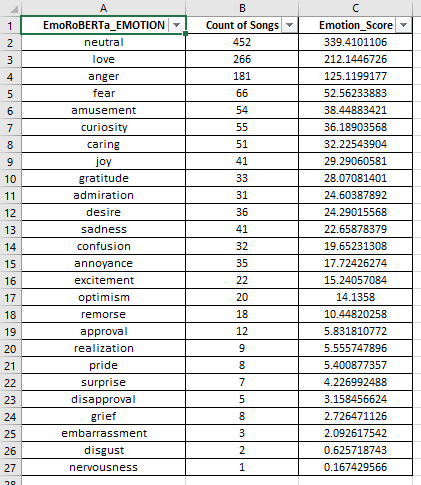 A B C
1 EmoRoBERTa_EMOTION Count of Songs Emotion_Score
2 neutral 452 339.4101106
3 love 266 212.1446726
4 anger 181 125.1199177
5 fear 66 52.56233883
6 amusement 54 38.44883421
7 curiosity 55 36.18903568
8 caring 51 32.22543904
9 joy 41 29.29060581
10 gratitude 33 28.07081401
11 admiration 31 24.60387892
12 desire 36 24.29015568
13 sadness 41 22.65878379
14 confusion 32 19.65231308
15 annoyance 35 17.72426274
16 excitement 22 15.24057084
17 optimism 20 14.1358
18 remorse 18 10.44820258
19 approval 12 5.831810772
20 realization 9 5.555747896
21 pride 8 5.400877357
22 surprise 7 4.226992488
23 disapproval 5 3.158456624
24 grief 8 2.726471126
25 embarrassment 3 2.092617542
26 disgust 2 0.625718743
27 nervousness 1 0.167429566
28